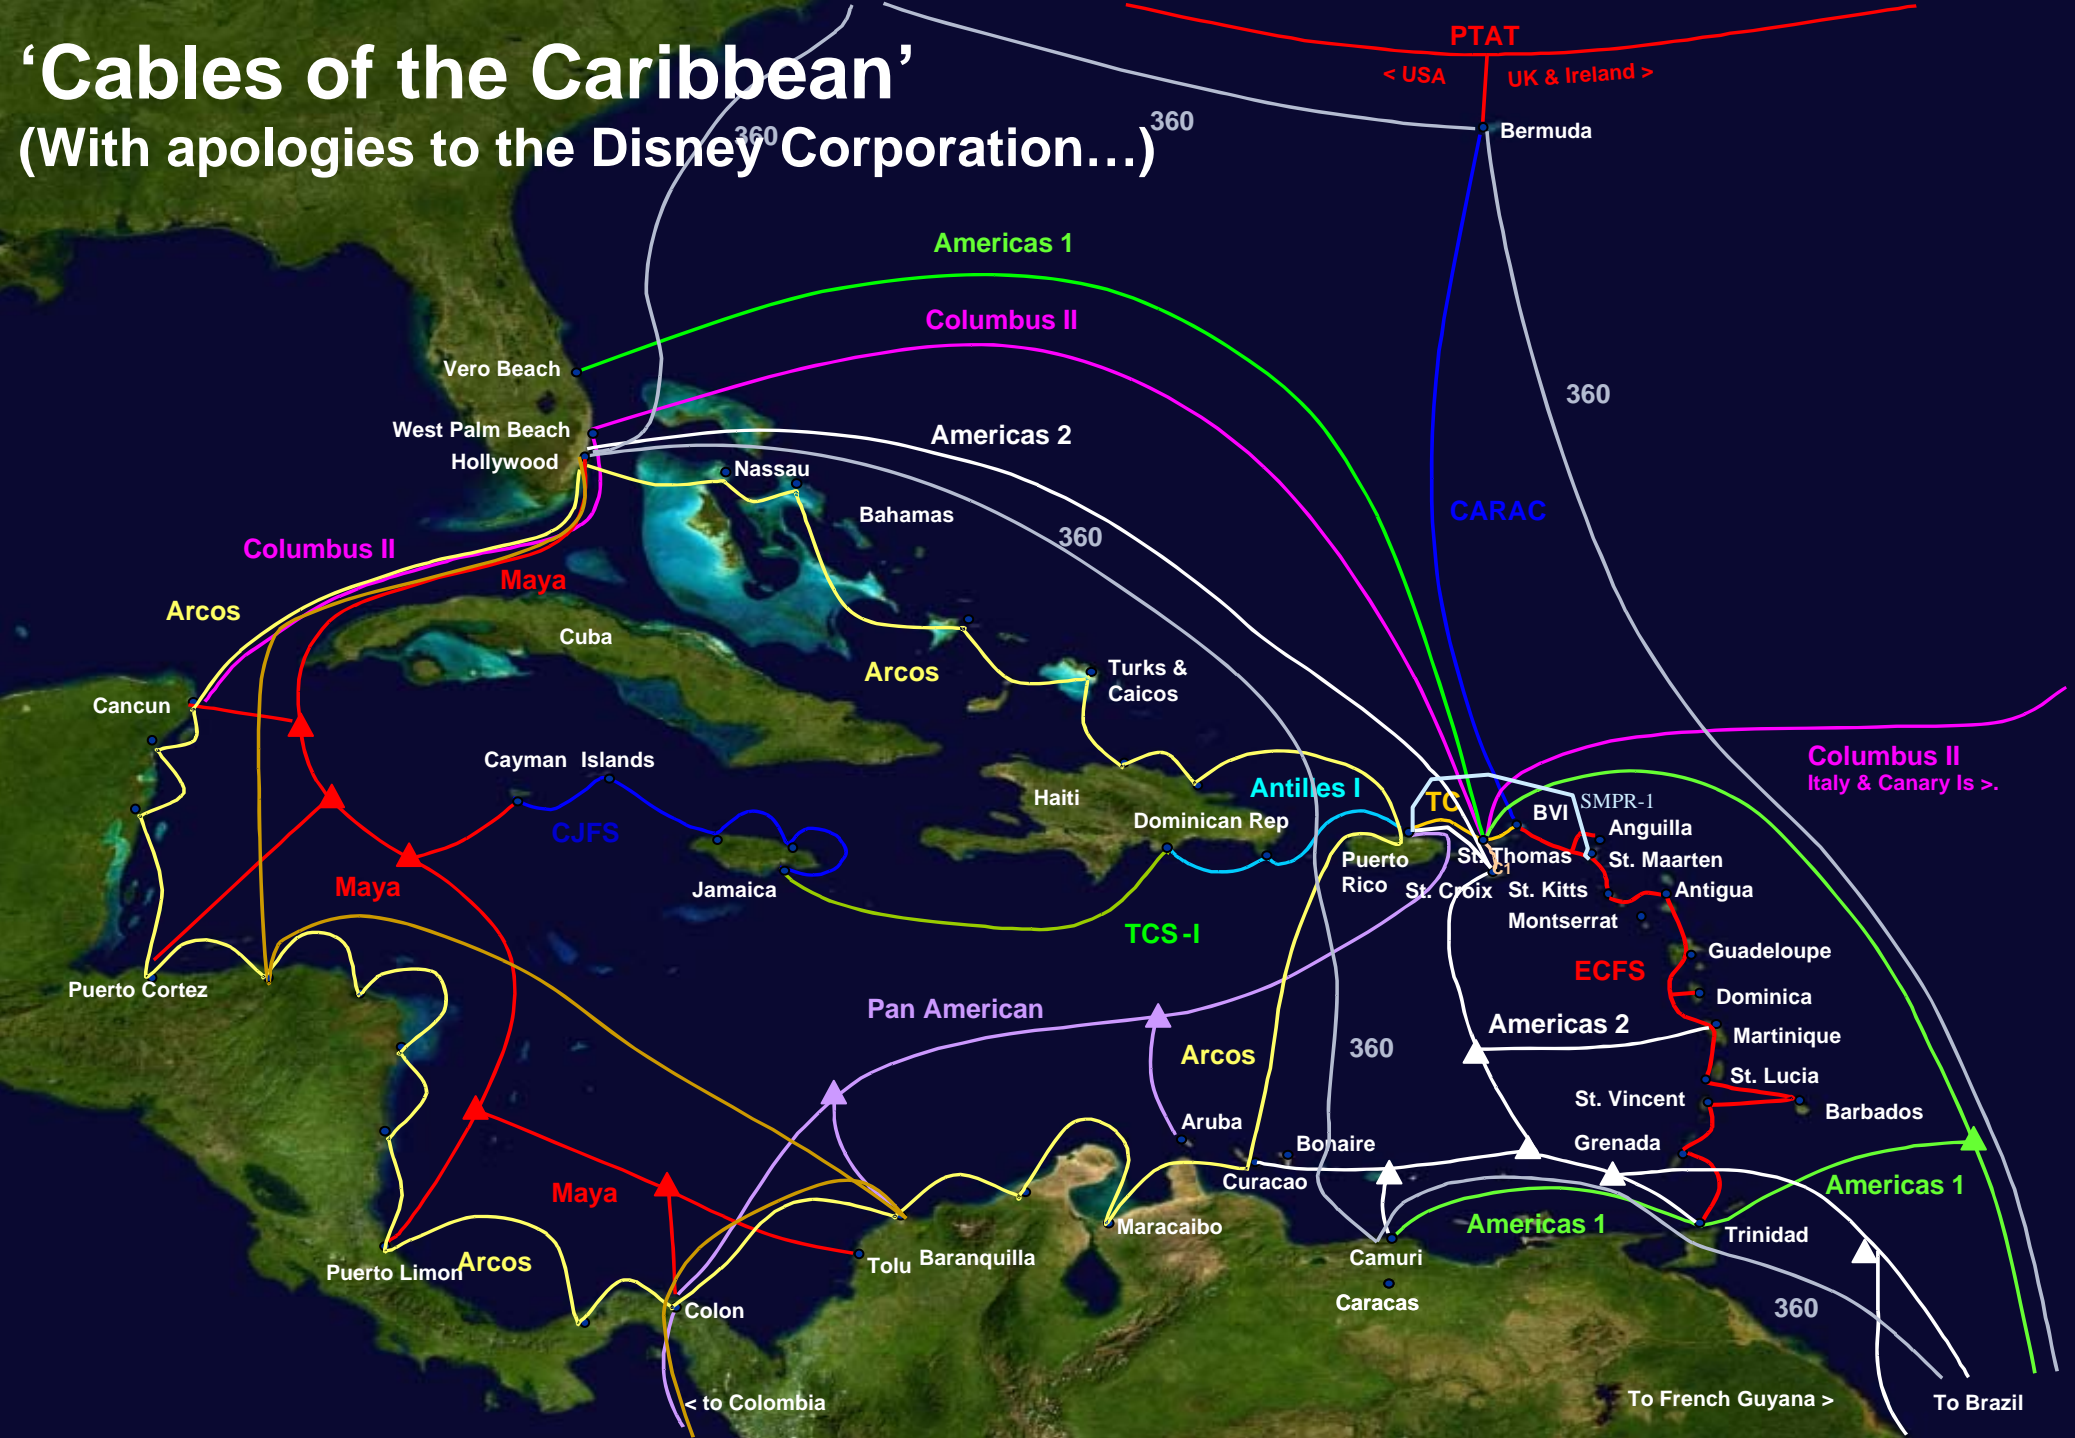 ‘Cables of the Caribbean’
(With apologies to the Disney Corporation…)
PTAT
< USA
UK & Ireland >
360
360
Bermuda
Americas 1
Columbus II
Vero Beach
360
West Palm Beach
Americas 2
Hollywood
Nassau
Bahamas
CARAC
360
Columbus II
Maya
Arcos
Cuba
Arcos
Turks &
Caicos
Cancun
Cayman Islands
Columbus II
Italy & Canary Is >.
Antilles I
TC
SMPR-1
BVI
Haiti
Dominican Rep
CJFS
Anguilla
Puerto
Rico
St. Thomas
St. Maarten
C1
Maya
Jamaica
St. Croix
St. Kitts
Antigua
Montserrat
TCS-I
Guadeloupe
ECFS
Puerto Cortez
Dominica
Pan American
Americas 2
Martinique
Arcos
360
St. Lucia
St. Vincent
Barbados
Aruba
Bonaire
Grenada
Maya
Curacao
Americas 1
Maracaibo
Americas 1
Trinidad
Arcos
Puerto Limon
Tolu
Baranquilla
Camuri
Colon
Caracas
360
< to Colombia
To French Guyana >
To Brazil